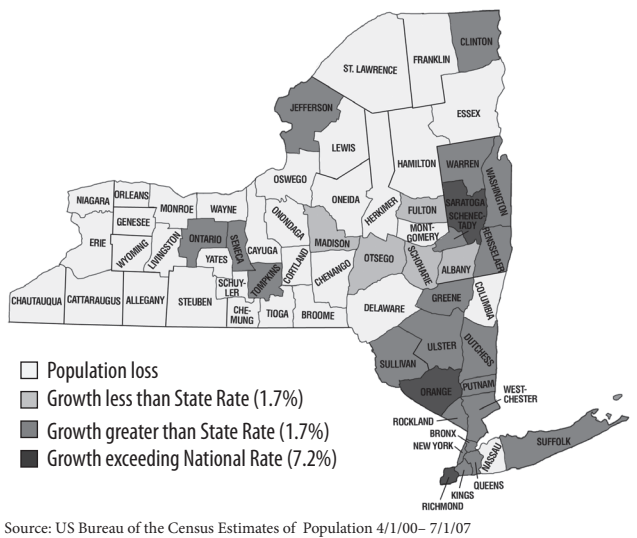 CLINTON
FRANKLIN
ST. LAWRENCE
JEFFERSON
ESSEX
LEWIS
HAMILTON
WARREN
WASHINGTON
OSWEGO
ONEIDA
HERKIMER
SARATOGA
FULTON
SCHENEC-
TADY
MONT-
GOMERY
RENSSELAER
NIAGARA
ORLEANS
MONROE
WAYNE
GENESEE
ERIE
WYOMING
LIVINGSTON
ONTARIO
SENECA
YATES
CAYUGA
ONONDAGA
MADISON
CORTLAND
CHENANGO
OTSEGO
SCHOHARIE
ALBANY
SCHUY-
LER
TOMPKINS
CHAUTAUQUA
CATTARAUGUS
ALLEGANY
STEUBEN
CHE-
MUNG
TIOGA
BROOME
DELAWARE
GREENE
COLUMBIA
ULSTER
DUTCHESS
SULLIVAN
ORANGE
PUTNAM
WEST-
CHESTER
ROCKLAND
BRONX
NEW YORK
NASSAU
SUFFOLK
QUEENS
KINGS
RICHMOND
Population loss
Growth less than State Rate (1.7%)
Growth greater than State Rate (1.7%)
Growth exceeding National Rate (7.2%)
Source: US Bureau of the Census Estimates of Population 4/1/00– 7/1/07